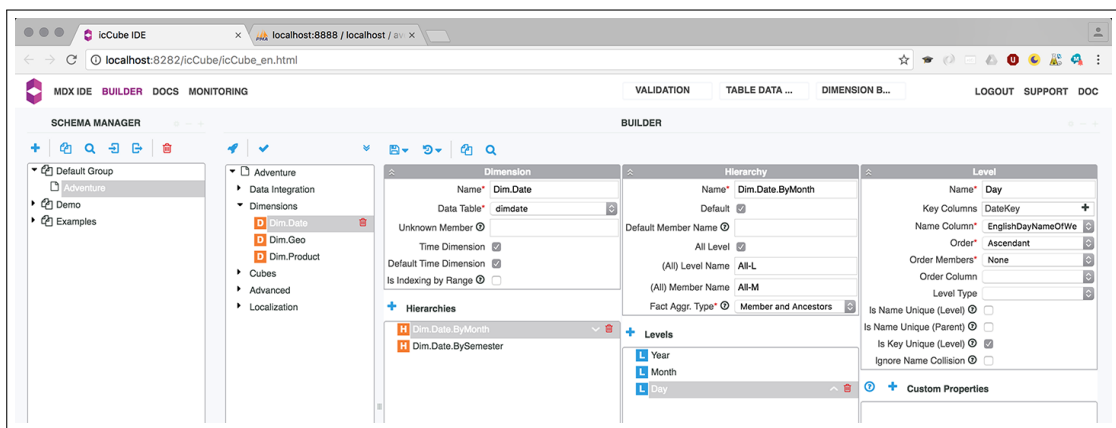 icCube IDE
localhost:8888 / localhost / av
localhost:8282/icCube/icCube_en.html
MDX IDE BUILDER DOCS MONITORING
VALIDATION TABLE DATA ... DIMENSION B...
LOGOUT SUPPORT DOC
SCHEMA MANAGER
BUILDER
Default Group
Adventure
Demo
Examples
Adventure
Data Integration
Dimensions
D Dim.Date
D Dim.Geo
D Dim.Product
Cubes
Advanced
Localization
Dimension
Name* Dim.Date
Data Table* dimdate
Unknown Member
Time Dimension
Default Time Dimension
Is Indexing by Range
Hierarchies
H Dim.Date.ByMonth
H Dim.Date.BySemester
Hierarchy
Name* Dim.Date.ByMonth
Default
Default Member Name
All Level
(All) Level Name All-L
(All) Member Name All-M
Fact Aggr. Type* Member and Ancestors
Levels
L Year
L Month
L Day
Level
Name* Day
Key Columns DateKey
Name Column* EnglishDayNameOfWe
Order* Ascendant
Order Members* None
Order Column
Level Type
Is Name Unique (Level)
Is Name Unique (Parent)
Is Key Unique (Level)
Ignore Name Collision
Custom Properties